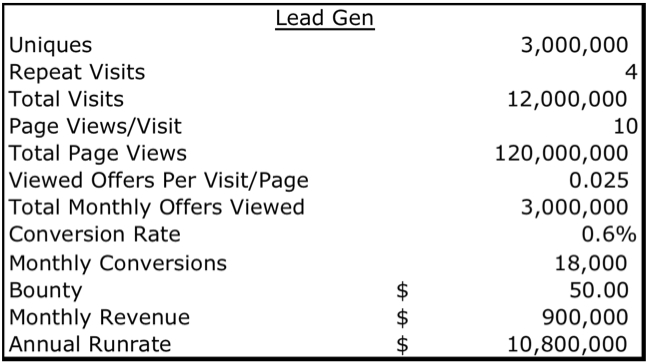 Lead Gen
Uniques 3,000,000
Repeat Visits 4
Total Visits 12,000,000
Page Views/Visit 10
Total Page Views 120,000,000
Viewed Offers Per Visit/Page 0.025
Total Monthly Offers Viewed 3,000,000
Conversion Rate 0.6%
Monthly Conversions 18,000
Bounty $ 50.00
Monthly Revenue $ 900,000
Annual Runrate $ 10,800,000